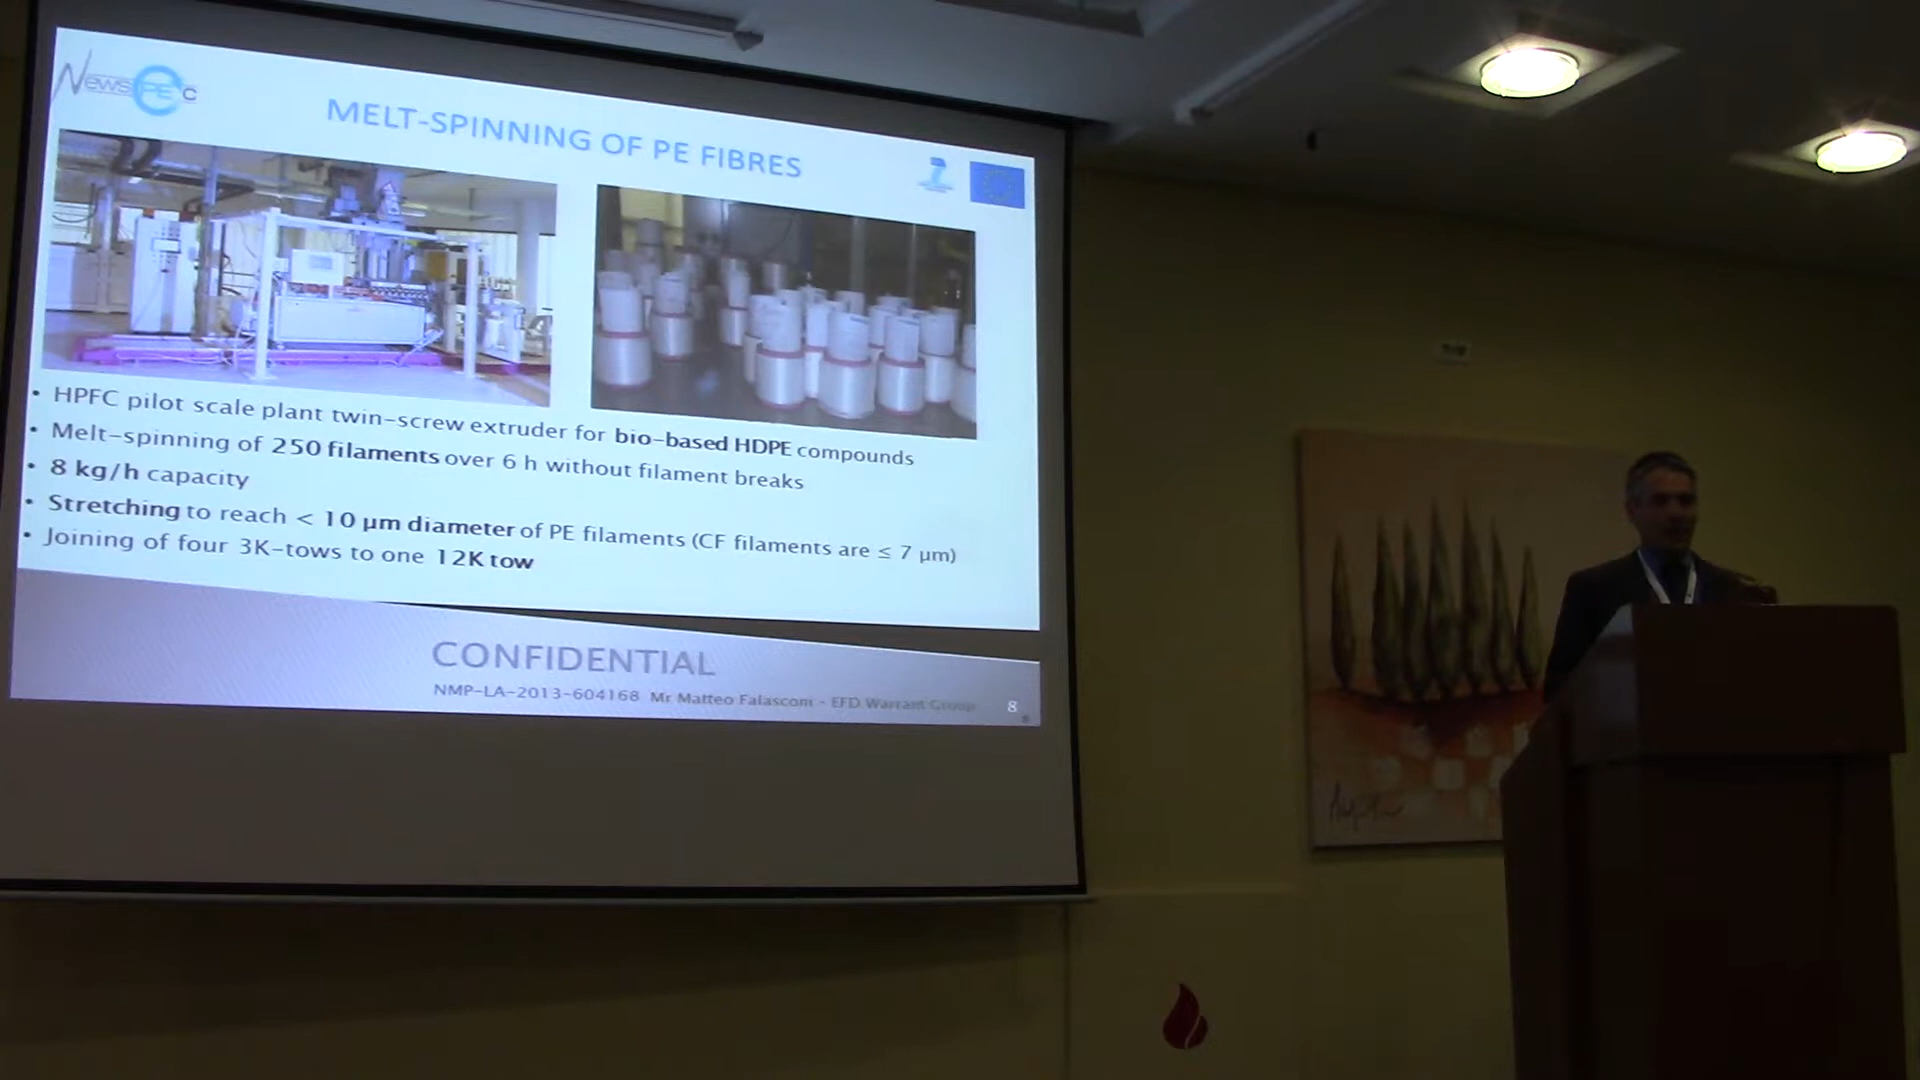 NewsPEc
MELT-SPINNING OF PE FIBRES
• HPFC pilot scale plant twin-screw extruder for bio-based HDPE compounds
• Melt-spinning of 250 filaments over 6 h without filament breaks
• 8 kg/h capacity
• Stretching to reach < 10 µm diameter of PE filaments (CF filaments are ≤ 7 µm)
• Joining of four 3K-tows to one 12K tow
CONFIDENTIAL
NMP-LA-2013-604168 Mr Matteo Falasconi - EFD Warrant Group
8